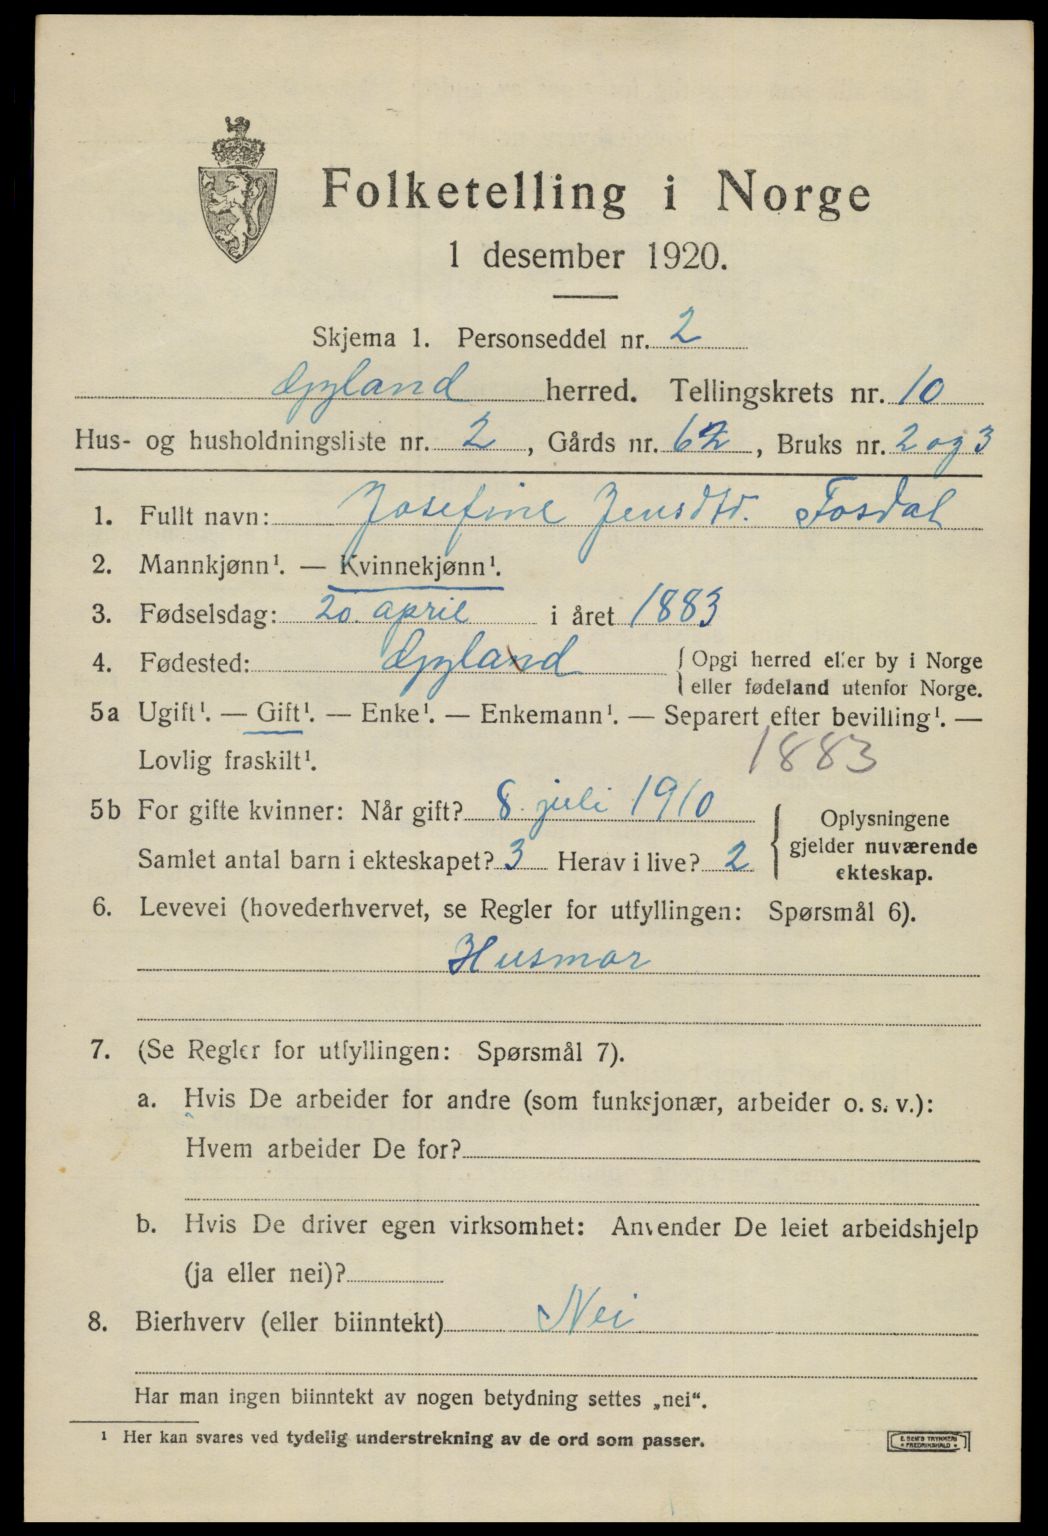 Folketelling i Norge
1 desember 1920.
Skjema 1. Personseddel nr. 2
Gyland herred. Tellingskrets nr. 10
Hus- og husholdningsliste nr. 2, Gårds nr. 62, Bruks nr. 2 og 3
1. Fullt navn: Josefine Jensdtr. Fosdal
2. Mannkjønn¹. — Kvinnekjønn¹.
3. Fødselsdag: 20. april i året 1883
4. Fødested: Gyland { Opgi herred eller by i Norge
{ eller fødeland utenfor Norge.
5a Ugift¹. — Gift¹. — Enke¹. — Enkemann¹. — Separert efter bevilling¹. —
Lovlig fraskilt¹. 1883
5b For gifte kvinner: Når gift? 8. juli 1910
Samlet antal barn i ekteskapet? 3 Herav i live? 2
Oplysningene
gjelder nuværende
ekteskap.
6. Levevei (hovederhvervet, se Regler for utfyllingen: Spørsmål 6).
Husmor
7. (Se Regler for utfyllingen: Spørsmål 7).
a. Hvis De arbeider for andre (som funksjonær, arbeider o. s. v.):
Hvem arbeider De for?
b. Hvis De driver egen virksomhet: Anvender De leiet arbeidshjelp
(ja eller nei)?
8. Bierhverv (eller biinntekt) Nei
Har man ingen biinntekt av nogen betydning settes „nei“.
¹ Her kan svares ved tydelig understrekning av de ord som passer.
E. SEM'S TRYKKERI
• FREDRIKSHALD •